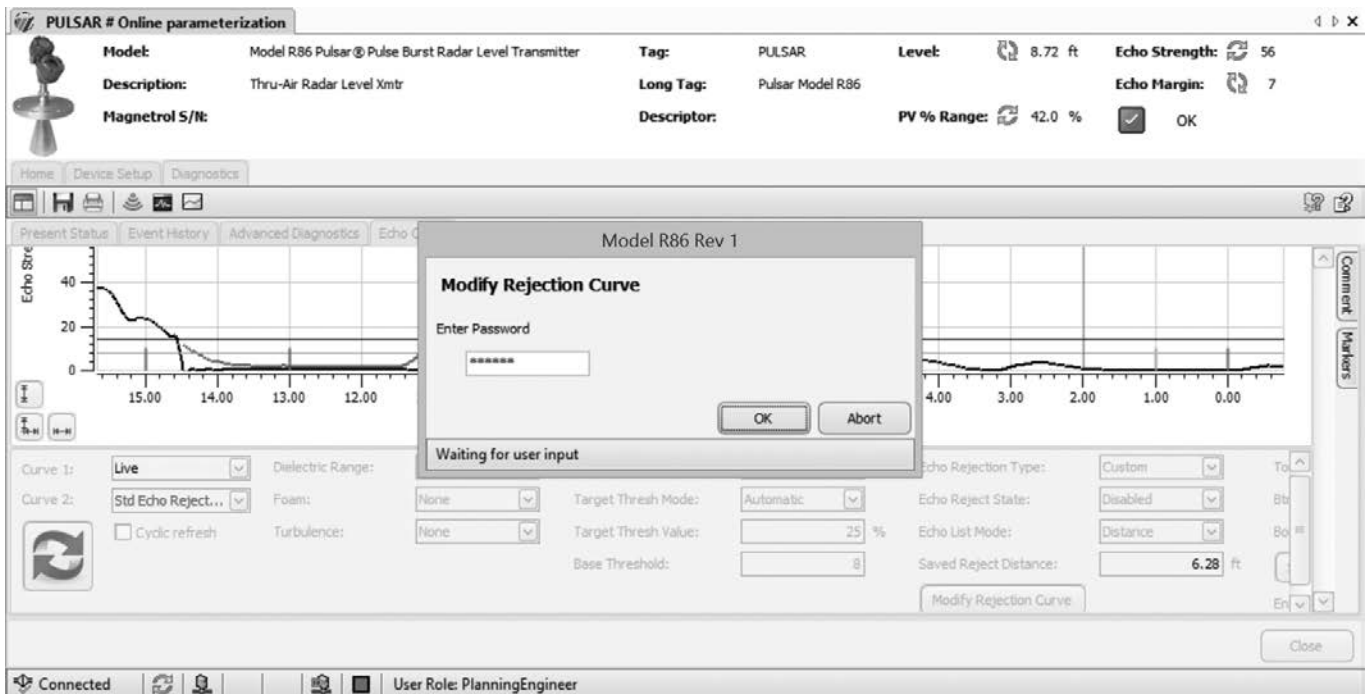 PULSAR # Online parameterization
Model: Model R86 Pulsar® Pulse Burst Radar Level Transmitter Tag: PULSAR Level: 8.72 ft Echo Strength: 56
Description: Thru-Air Radar Level Xmtr Long Tag: Pulsar Model R86 Echo Margin: 7
Magnetrol S/N: Descriptor: PV % Range: 42.0 % OK
Home Device Setup Diagnostics
Present Status Event History Advanced Diagnostics Echo
Model R86 Rev 1
Modify Rejection Curve
Enter Password
******
OK Abort
Waiting for user input
Echo Stre
40
20
0
15.00 14.00 13.00 12.00 4.00 3.00 2.00 1.00 0.00
Comment
Markers
Curve 1: Live Dielectric Range: Echo Rejection Type: Custom
Curve 2: Std Echo Reject... Foam: None Target Thresh Mode: Automatic Echo Reject State: Disabled
Cyclic refresh Turbulence: None Target Thresh Value: 25 % Echo List Mode: Distance
Base Threshold: 8 Saved Reject Distance: 6.28 ft
Modify Rejection Curve
Close
Connected User Role: PlanningEngineer